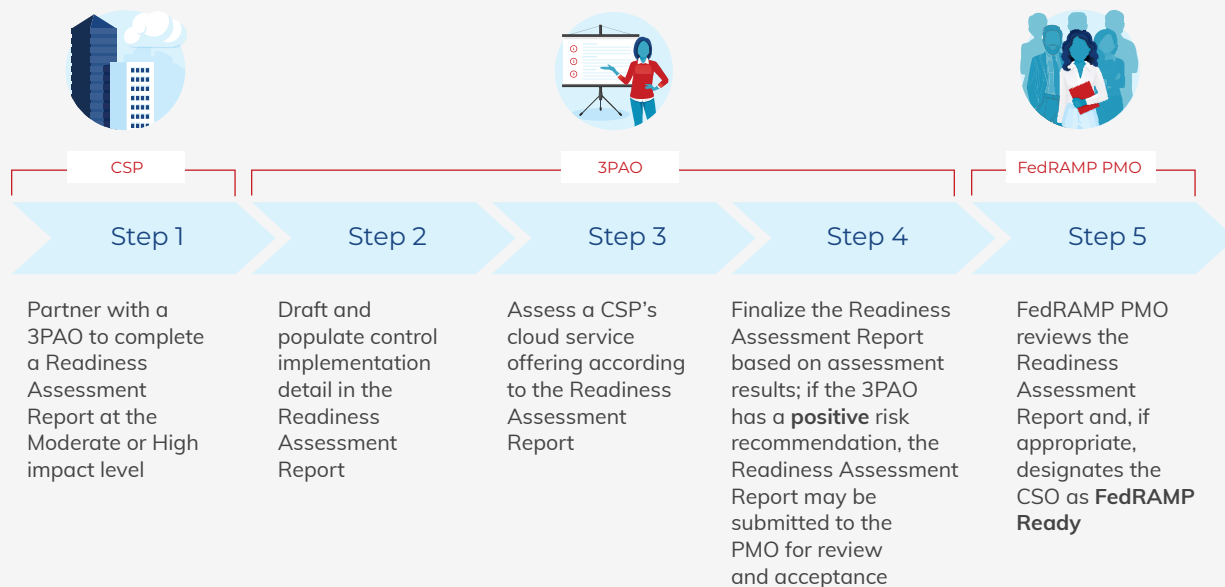 CSP
3PAO
FedRAMP PMO
Step 1
Step 2
Step 3
Step 4
Step 5
Partner with a
3PAO to complete
a Readiness
Assessment
Report at the
Moderate or High
impact level
Draft and
populate control
implementation
detail in the
Readiness
Assessment
Report
Assess a CSP’s
cloud service
offering according
to the Readiness
Assessment
Report
Finalize the Readiness
Assessment Report
based on assessment
results; if the 3PAO
has a positive risk
recommendation, the
Readiness Assessment
Report may be
submitted to the
PMO for review
and acceptance
FedRAMP PMO
reviews the
Readiness
Assessment
Report and, if
appropriate,
designates the
CSO as FedRAMP
Ready